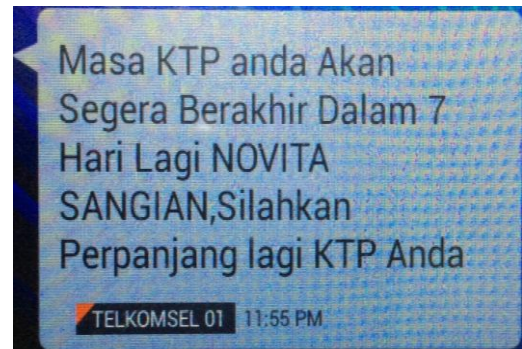 Masa KTP anda Akan
Segera Berakhir Dalam 7
Hari Lagi NOVITA
SANGIAN,Silahkan
Perpanjang lagi KTP Anda
TELKOMSEL 01 11:55 PM